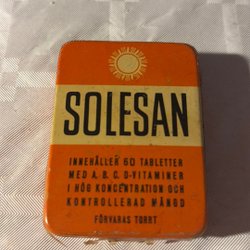 SOLESAN
INNEHÅLLER 60 TABLETTER
MED A. B. C. D-VITAMINER
I HÖG KONCENTRATION OCH
KONTROLLERAD MÄNGD
FÖRVARAS TORRT